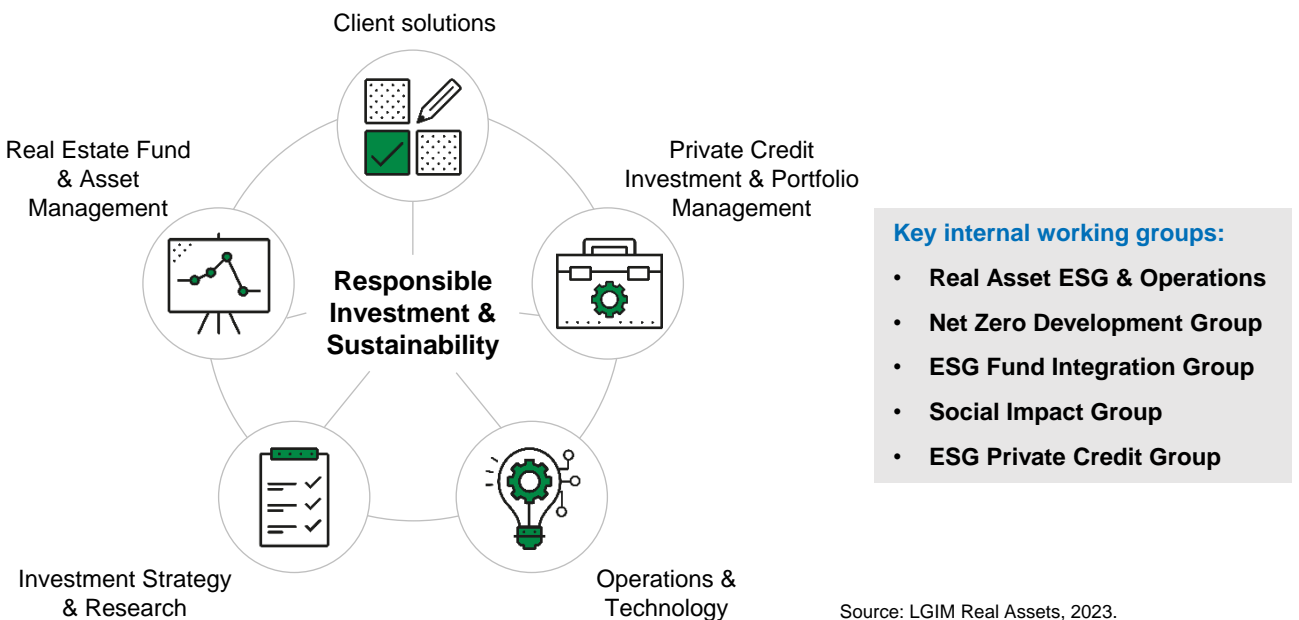 Client solutions
Real Estate Fund
& Asset
Management
Private Credit
Investment & Portfolio
Management
Responsible
Investment &
Sustainability
Investment Strategy
& Research
Operations &
Technology
Key internal working groups:
• Real Asset ESG & Operations
• Net Zero Development Group
• ESG Fund Integration Group
• Social Impact Group
• ESG Private Credit Group
Source: LGIM Real Assets, 2023.